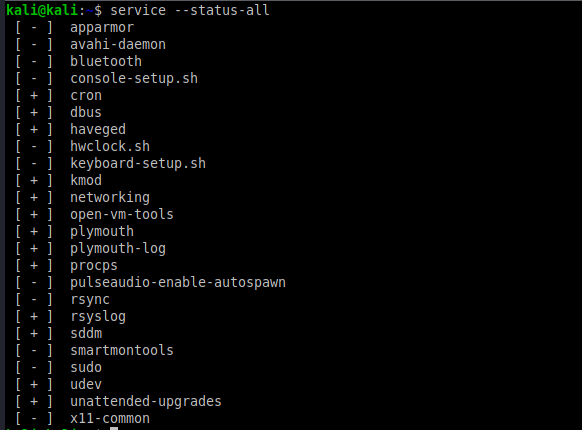 kali@kali:~$ service --status-all
[ - ]  apparmor
[ - ]  avahi-daemon
[ - ]  bluetooth
[ - ]  console-setup.sh
[ + ]  cron
[ + ]  dbus
[ + ]  haveged
[ - ]  hwclock.sh
[ - ]  keyboard-setup.sh
[ + ]  kmod
[ + ]  networking
[ + ]  open-vm-tools
[ + ]  plymouth
[ + ]  plymouth-log
[ + ]  procps
[ - ]  pulseaudio-enable-autospawn
[ - ]  rsync
[ + ]  rsyslog
[ + ]  sddm
[ - ]  smartmontools
[ - ]  sudo
[ + ]  udev
[ + ]  unattended-upgrades
[ - ]  x11-common